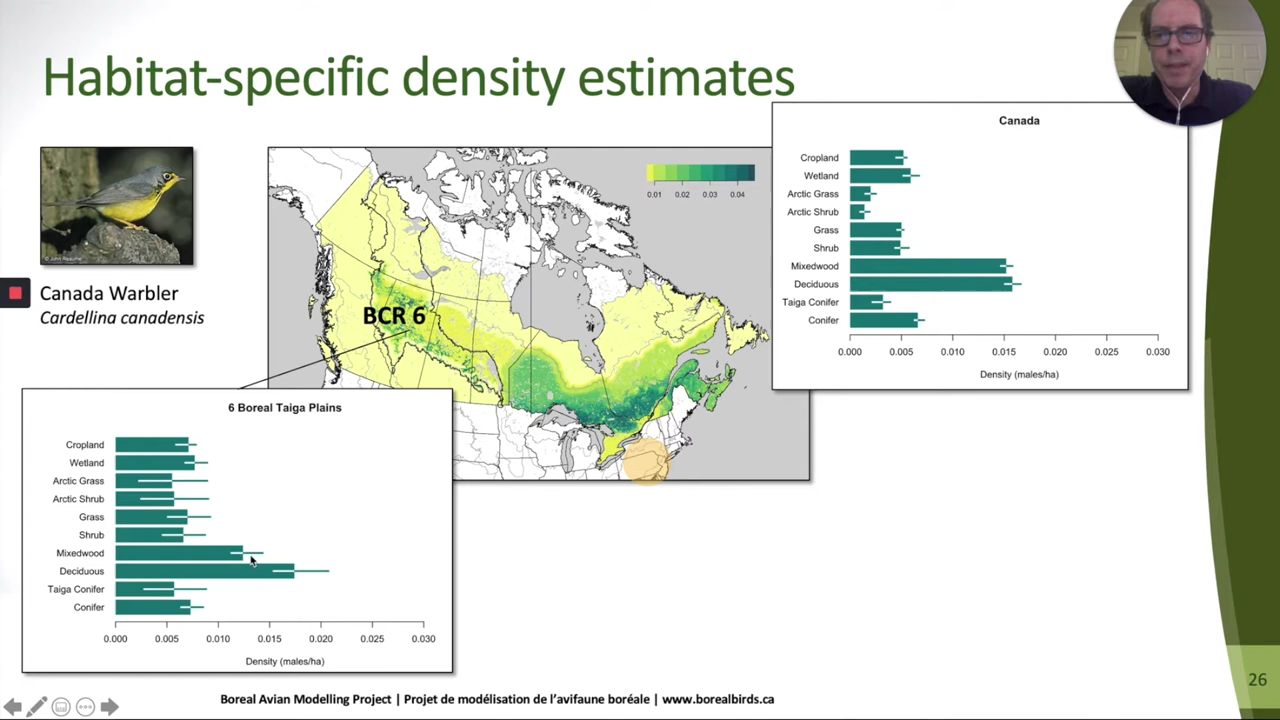 Habitat-specific density estimates
Canada Warbler
Cardellina canadensis
0.01 0.02 0.03 0.04
BCR 6
Canada
Cropland
Wetland
Arctic Grass
Arctic Shrub
Grass
Shrub
Mixedwood
Deciduous
Taiga Conifer
Conifer
0.000 0.005 0.010 0.015 0.020 0.025 0.030
Density (males/ha)
6 Boreal Taiga Plains
Cropland
Wetland
Arctic Grass
Arctic Shrub
Grass
Shrub
Mixedwood
Deciduous
Taiga Conifer
Conifer
0.000 0.005 0.010 0.015 0.020 0.025 0.030
Density (males/ha)
Boreal Avian Modelling Project | Projet de modélisation de l’avifaune boréale | www.borealbirds.ca
26